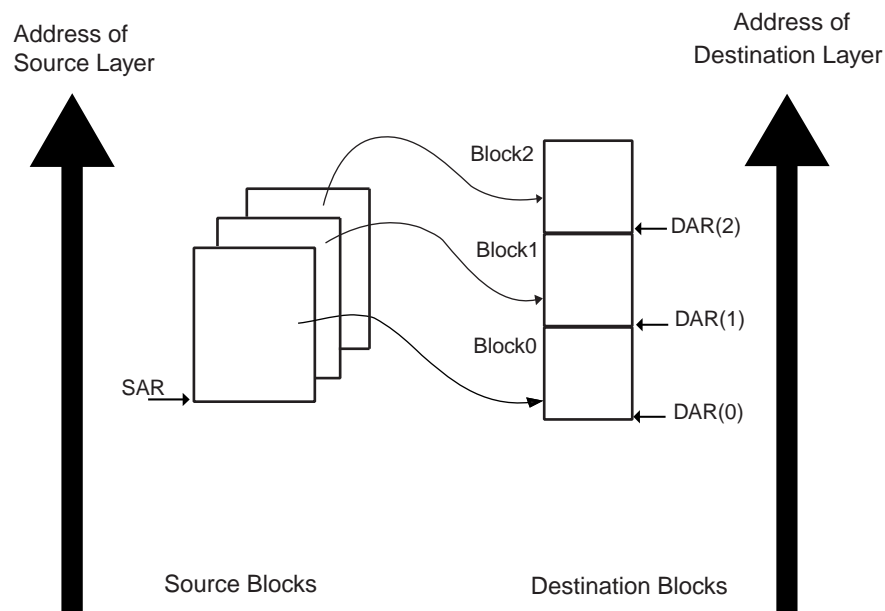 Address of
Source Layer
Address of
Destination Layer
Block2
DAR(2)
Block1
DAR(1)
Block0
SAR
DAR(0)
Source Blocks
Destination Blocks